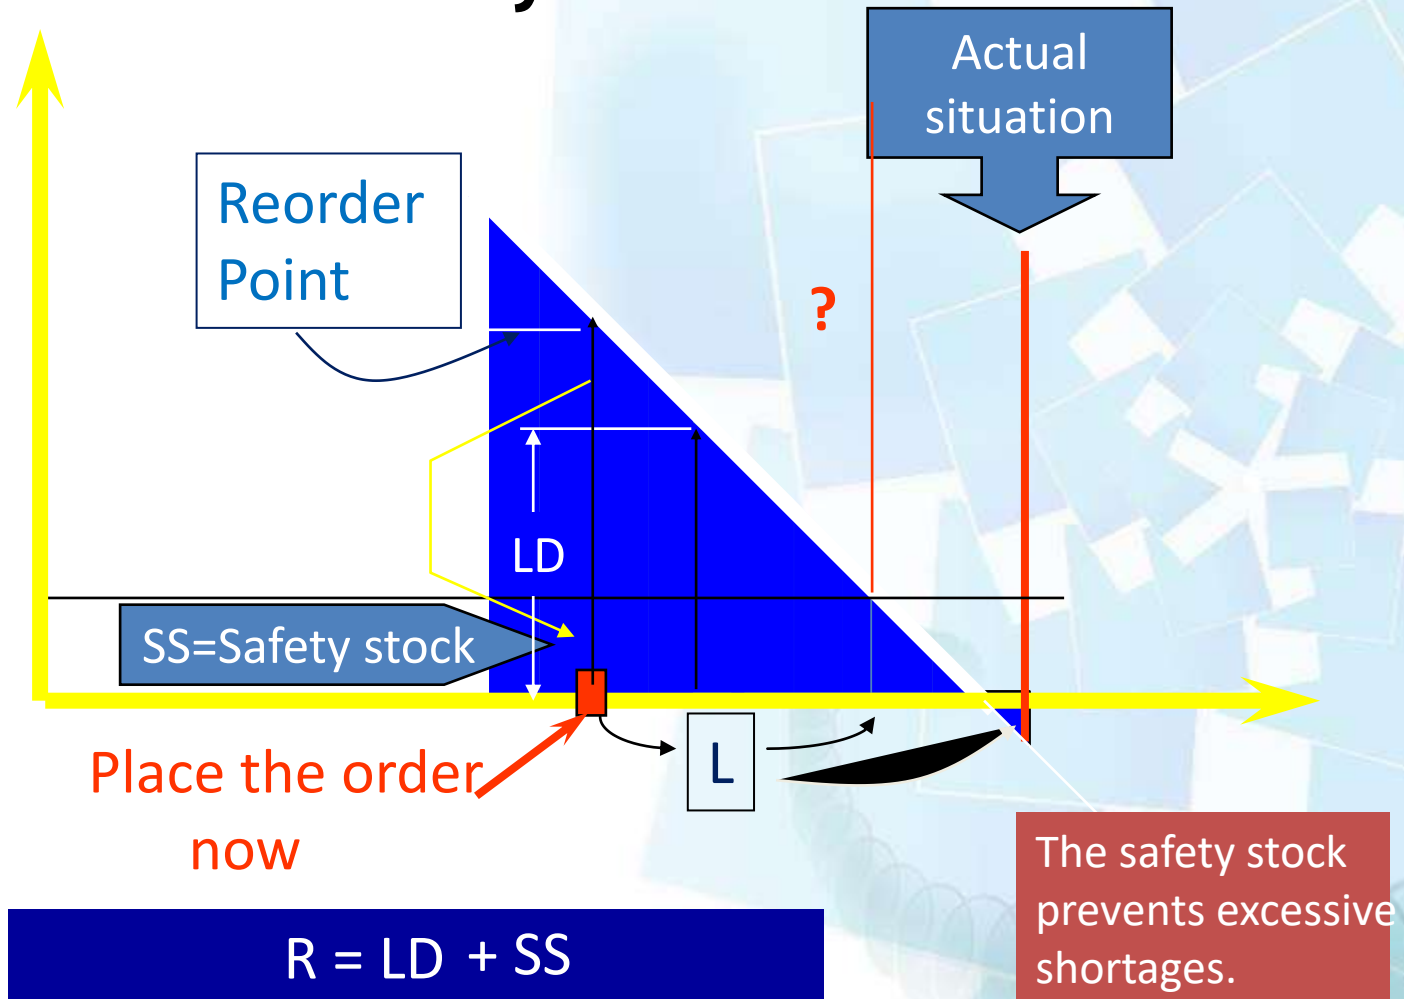 Actual
situation
Reorder
Point
?
LD
SS=Safety stock
L
Place the order
now
The safety stock
prevents excessive
shortages.
R = LD + SS